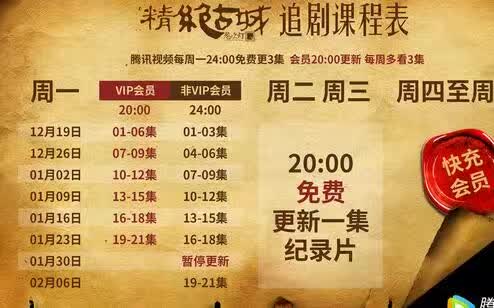 精绝古城 追剧课程表
腾讯视频每周一24:00免费更3集 会员20:00更新 每周多看3集
周一 VIP会员 非VIP会员 周二 周三 周四至周
20:00 24:00
12月19日 01-06集 01-03集
12月26日 07-09集 04-06集
01月02日 10-12集 07-09集
01月09日 13-15集 10-12集
01月16日 16-18集 13-15集
01月23日 19-21集 16-18集
01月30日 暂停更新
02月06日 19-21集
20:00
免费
更新一集
纪录片
快充
会员
腾